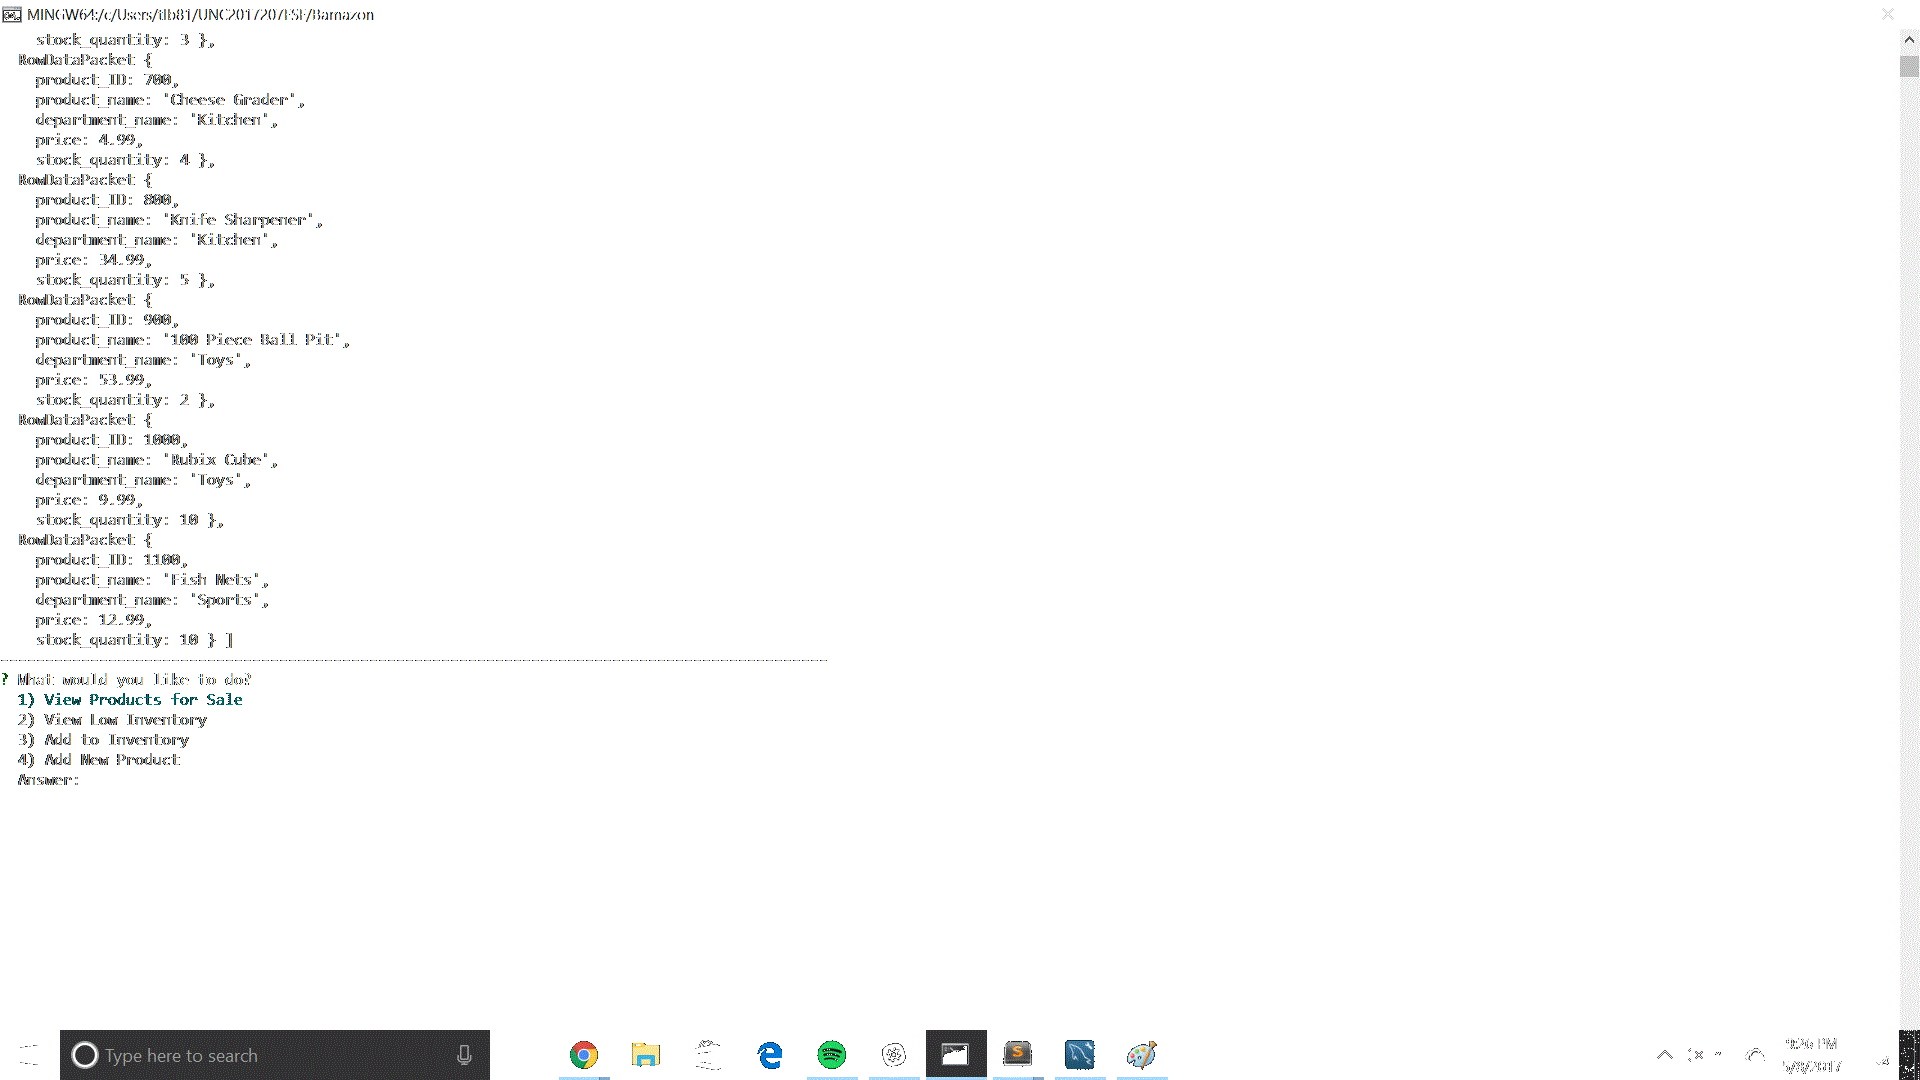 MINGW64:/c/Users/tlb81/UNC2017207FSF/Bamazon
stock_quantity: 3 },
RowDataPacket {
product_ID: 700,
product_name: 'Cheese Grader',
department_name: 'Kitchen',
price: 4.99,
stock_quantity: 4 },
RowDataPacket {
product_ID: 800,
product_name: 'Knife Sharpener',
department_name: 'Kitchen',
price: 34.99,
stock_quantity: 5 },
RowDataPacket {
product_ID: 900,
product_name: '100 Piece Ball Pit',
department_name: 'Toys',
price: 53.99,
stock_quantity: 2 },
RowDataPacket {
product_ID: 1000,
product_name: 'Rubix Cube',
department_name: 'Toys',
price: 9.99,
stock_quantity: 10 },
RowDataPacket {
product_ID: 1100,
product_name: 'Fish Nets',
department_name: 'Sports',
price: 12.99,
stock_quantity: 10 } ]
? What would you like to do?
1) View Products for Sale
2) View Low Inventory
3) Add to Inventory
4) Add New Product
Answer:
Type here to search
9:26 PM
5/8/2017